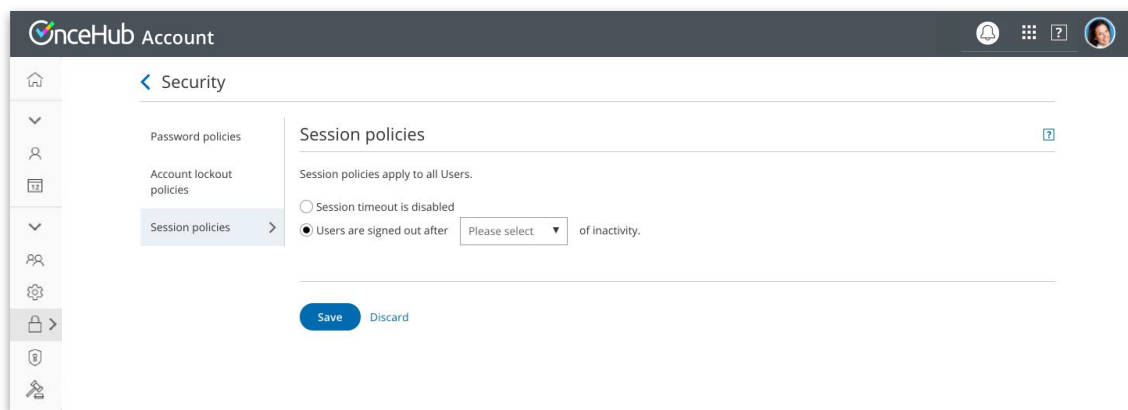 OnceHub Account
?
Security
Password policies
Account lockout
policies
Session policies
Session policies
?
Session policies apply to all Users.
Session timeout is disabled
Users are signed out after Please select of inactivity.
Save Discard
12